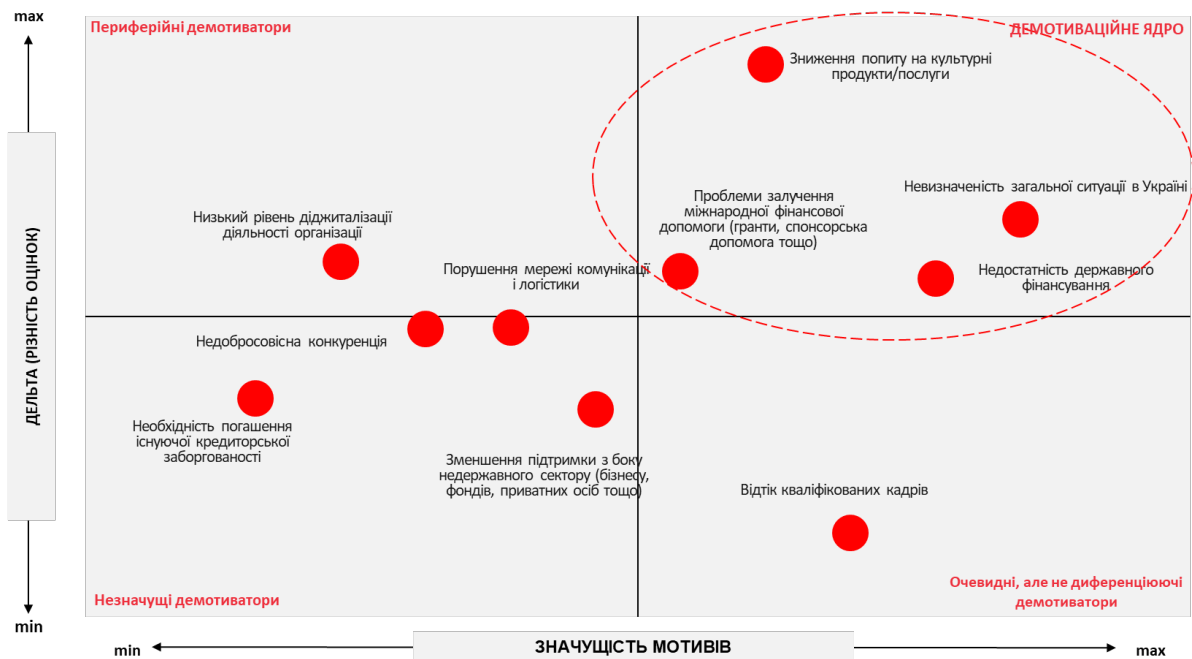 max
Периферійні демотиватори
ДЕМОТИВАЦІЙНЕ ЯДРО
Зниження попиту на культурні
продукти/послуги
Невизначеність загальної ситуації в Україні
Проблеми залучення
міжнародної фінансової
допомоги (гранти, спонсорська
допомога тощо)
Низький рівень діджиталізації
діяльності організації
Порушення мережі комунікації
і логістики
Недостатність державного
фінансування
Недобросовісна конкуренція
ДЕЛЬТА (РІЗНІСТЬ ОЦІНОК)
Необхідність погашення
існуючої кредиторської
заборгованості
Зменшення підтримки з боку
недержавного сектору (бізнесу,
фондів, приватних осіб тощо)
Відтік кваліфікованих кадрів
Незначущі демотиватори
Очевидні, але не диференціюючі
демотиватори
min
min
ЗНАЧУЩІСТЬ МОТИВІВ
max